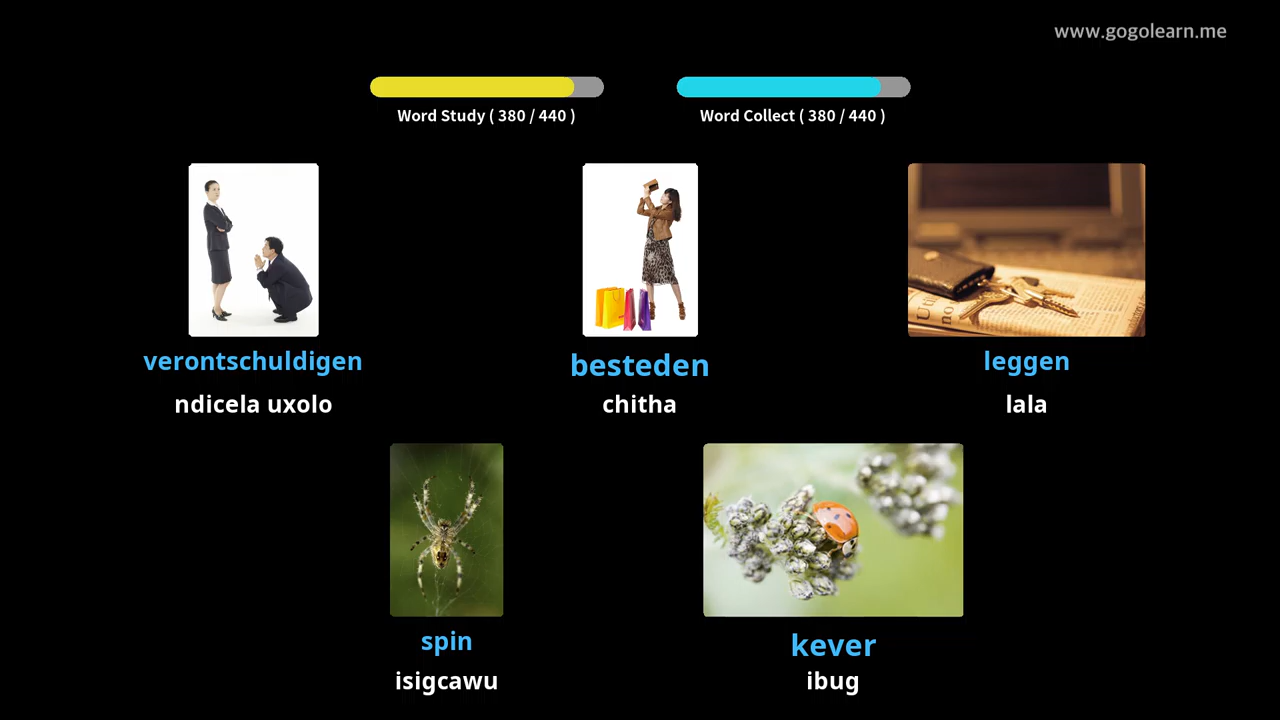 www.gogolearn.me
Word Study ( 380 / 440 )
Word Collect ( 380 / 440 )
verontschuldigen
ndicela uxolo
besteden
chitha
leggen
lala
spin
isigcawu
kever
ibug